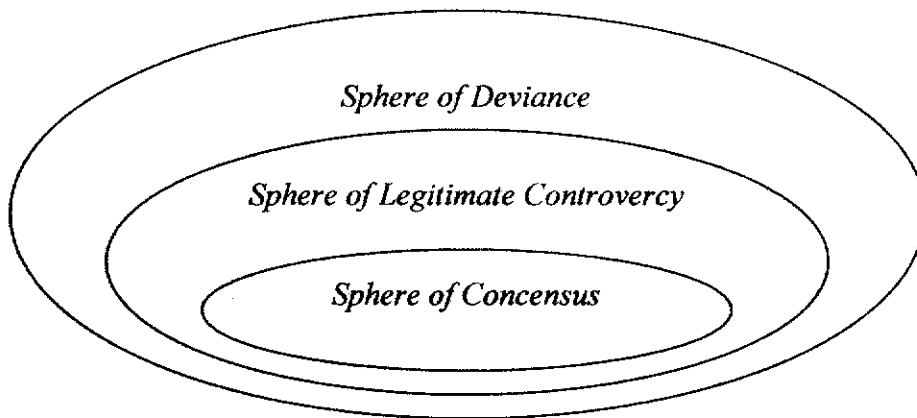 Sphere of Deviance
Sphere of Legitimate Controvercy
Sphere of Concensus